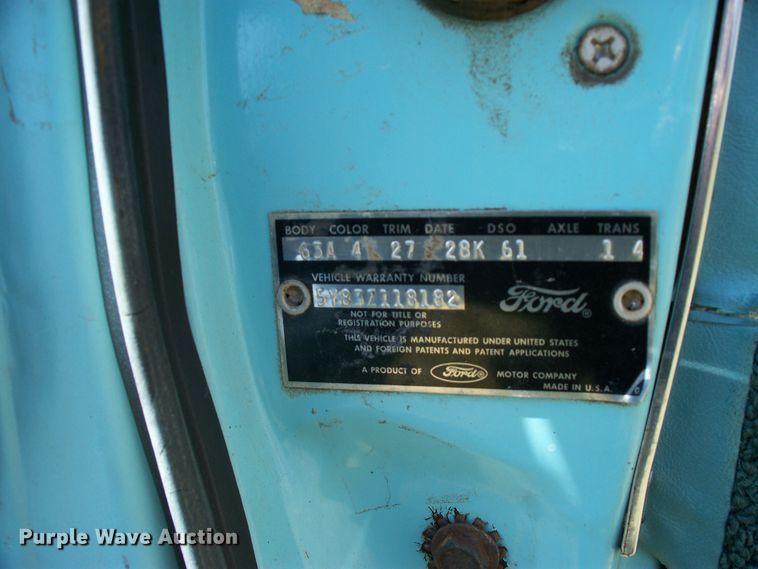 BODY COLOR TRIM DATE DSO AXLE TRANS
63A 4 27 28K 61 1 4
VEHICLE WARRANTY NUMBER
5Y83Z118182
Ford
NOT FOR TITLE OR
REGISTRATION PURPOSES
THIS VEHICLE IS MANUFACTURED UNDER UNITED STATES
AND FOREIGN PATENTS AND PATENT APPLICATIONS
A PRODUCT OF Ford MOTOR COMPANY
MADE IN U.S.A.
Purple Wave Auction